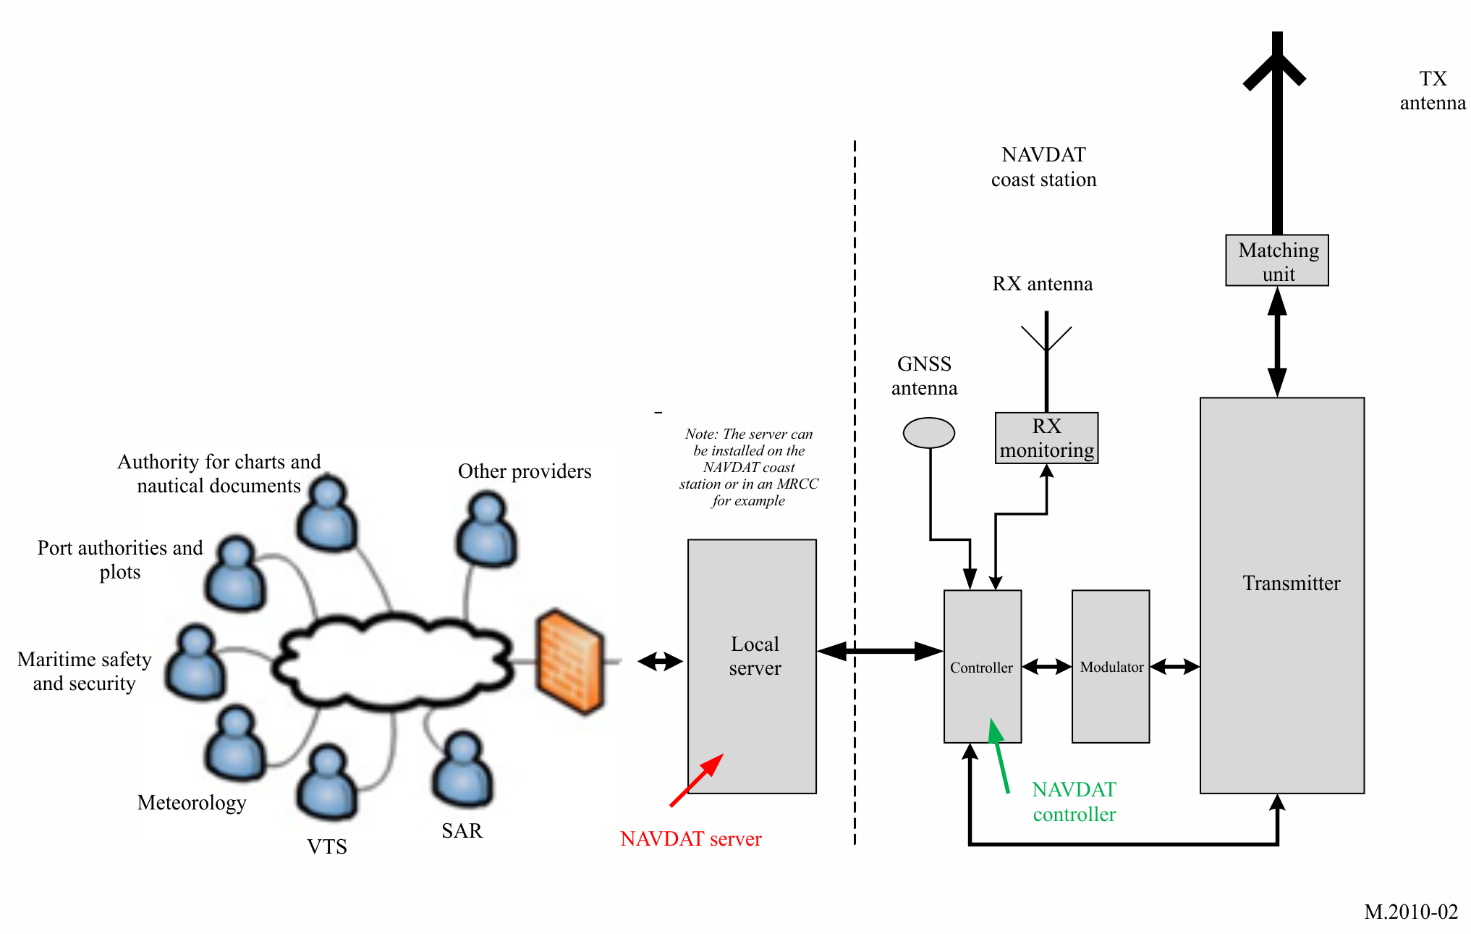 TX
antenna
NAVDAT
coast station
Matching
unit
RX antenna
GNSS
antenna
RX
monitoring
Note: The server can
be installed on the
NAVDAT coast
station or in an MRCC
for example
Authority for charts and
nautical documents
Other providers
Port authorities and
plots
Maritime safety
and security
Meteorology
VTS
SAR
Local
server
Controller
Modulator
Transmitter
NAVDAT server
NAVDAT
controller
M.2010-02